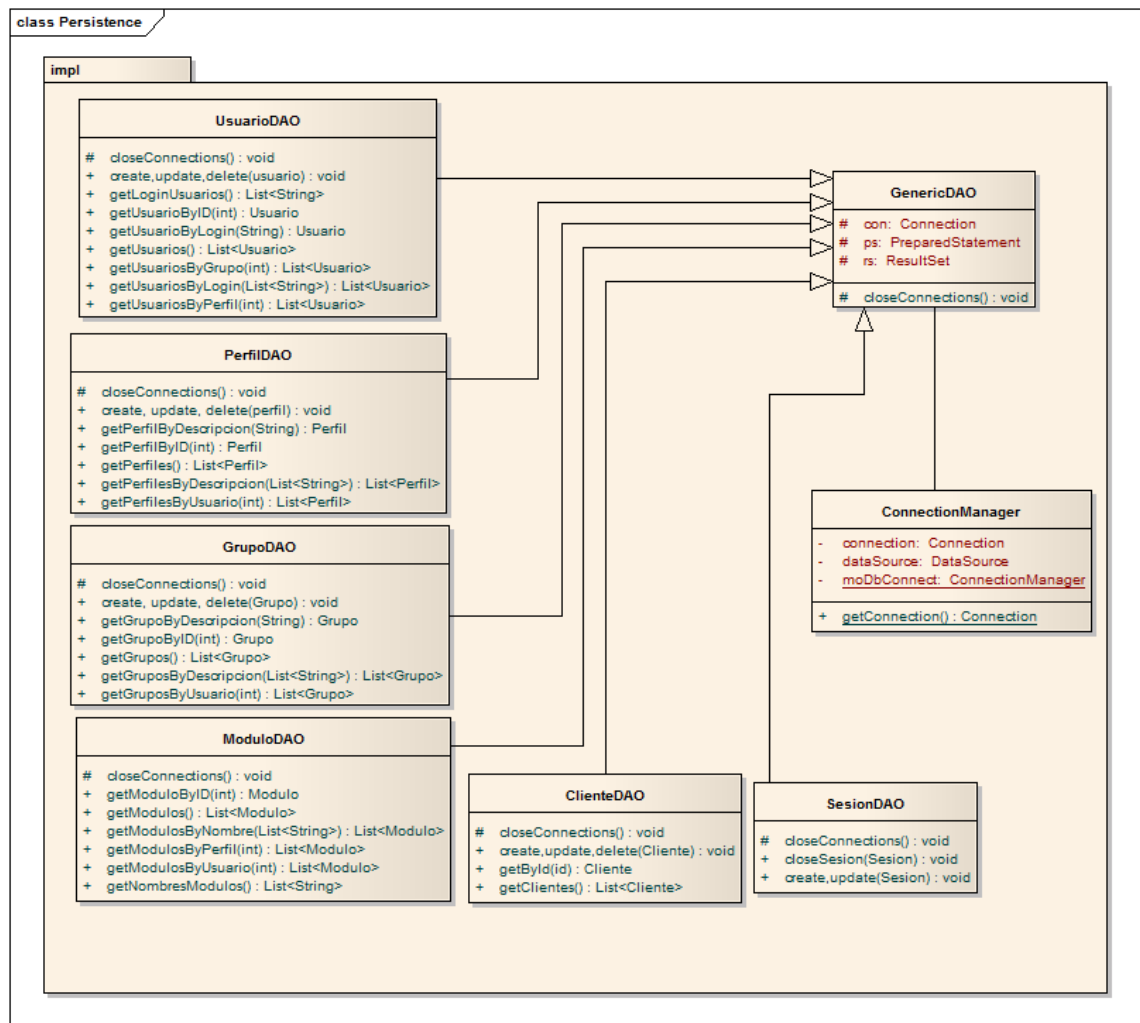 class Persistence
impl
UsuarioDAO
# closeConnections() : void
+ create,update,delete(usuario) : void
+ getLoginUsuarios() : List<String>
+ getUsuarioByID(int) : Usuario
+ getUsuarioByLogin(String) : Usuario
+ getUsuarios() : List<Usuario>
+ getUsuariosByGrupo(int) : List<Usuario>
+ getUsuariosByLogin(List<String>) : List<Usuario>
+ getUsuariosByPerfil(int) : List<Usuario>
GenericDAO
# con: Connection
# ps: PreparedStatement
# rs: ResultSet
# closeConnections() : void
PerfilDAO
# closeConnections() : void
+ create, update, delete(perfil) : void
+ getPerfilByDescripcion(String) : Perfil
+ getPerfilByID(int) : Perfil
+ getPerfiles() : List<Perfil>
+ getPerfilesByDescripcion(List<String>) : List<Perfil>
+ getPerfilesByUsuario(int) : List<Perfil>
ConnectionManager
- connection: Connection
- dataSource: DataSource
- moDbConnect: ConnectionManager
+ getConnection() : Connection
GrupoDAO
# closeConnections() : void
+ create, update, delete(Grupo) : void
+ getGrupoByDescripcion(String) : Grupo
+ getGrupoByID(int) : Grupo
+ getGrupos() : List<Grupo>
+ getGruposByDescripcion(List<String>) : List<Grupo>
+ getGruposByUsuario(int) : List<Grupo>
ModuloDAO
# closeConnections() : void
+ getModuloByID(int) : Modulo
+ getModulos() : List<Modulo>
+ getModulosByNombre(List<String>) : List<Modulo>
+ getModulosByPerfil(int) : List<Modulo>
+ getModulosByUsuario(int) : List<Modulo>
+ getNombresModulos() : List<String>
ClienteDAO
# closeConnections() : void
+ create,update,delete(Cliente) : void
+ getById(id) : Cliente
+ getClientes() : List<Cliente>
SesionDAO
# closeConnections() : void
+ closeSesion(Sesion) : void
+ create,update(Sesion) : void